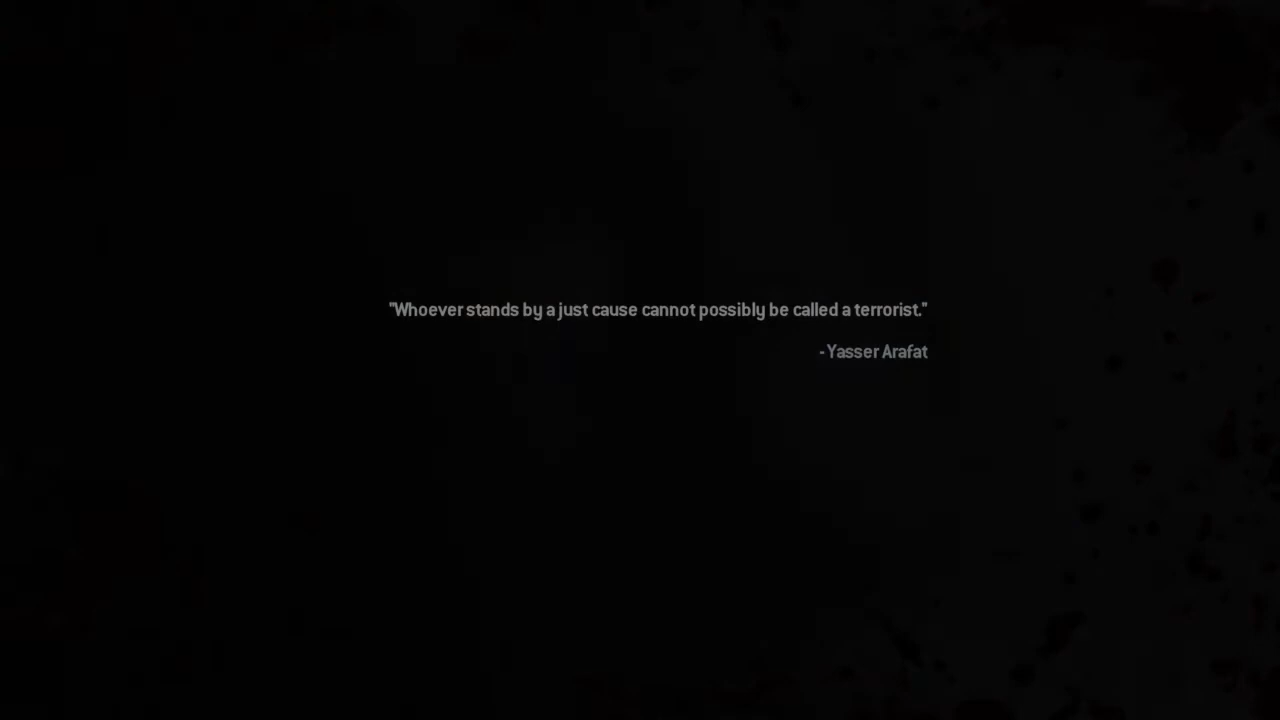 "Whoever stands by a just cause cannot possibly be called a terrorist."
- Yasser Arafat